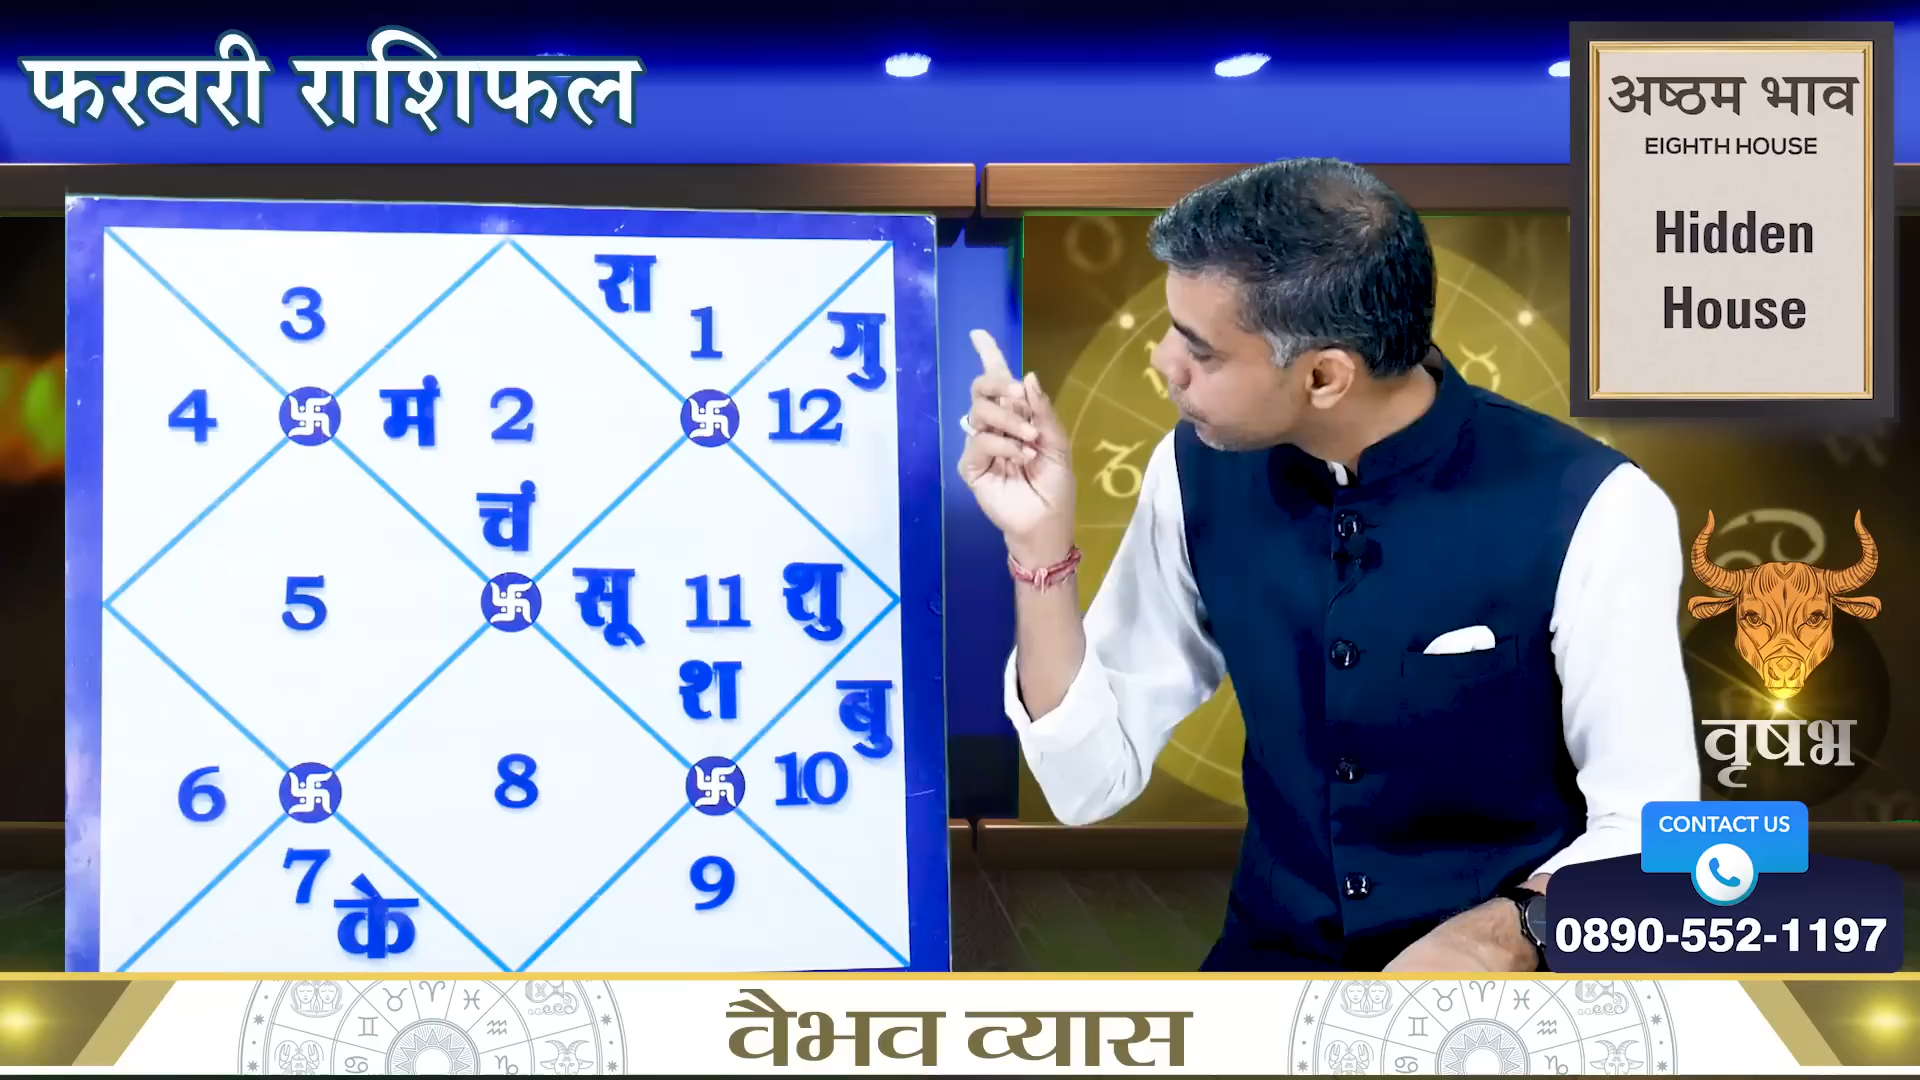 फरवरी राशिफल
अष्ठम भाव
EIGHTH HOUSE
Hidden
House
रा
3
1
गु
4
मं
2
12
चं
5
सू
11
शु
श
बु
6
8
10
7
9
के
वृषभ
CONTACT US
0890-552-1197
वैभव व्यास